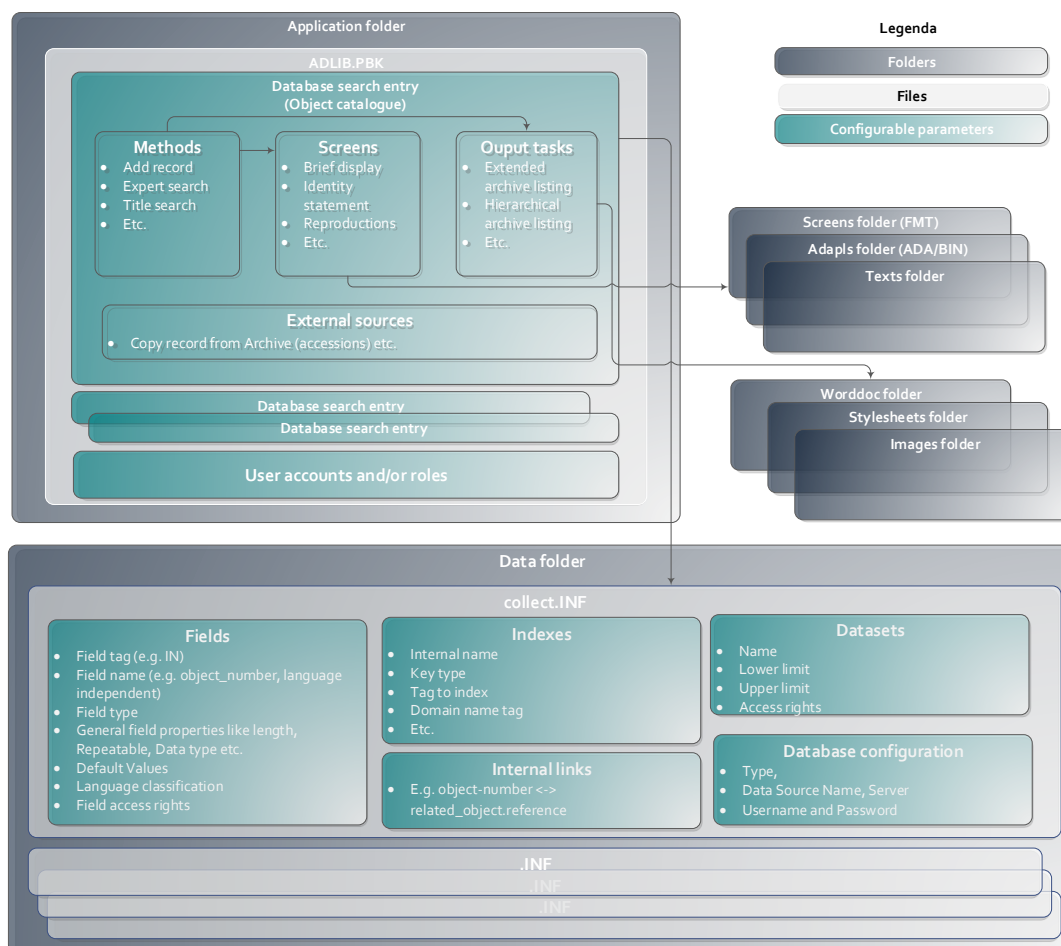 Application folder
ADLIB.PBK
Database search entry
(Object catalogue)
Methods
• Add record
• Expert search
• Title search
• Etc.
Screens
• Brief display
• Identity
statement
• Reproductions
• Etc.
Ouput tasks
• Extended
archive listing
• Hierarchical
archive listing
• Etc.
External sources
• Copy record from Archive (accessions) etc.
Database search entry
Database search entry
User accounts and/or roles
Legenda
Folders
Files
Configurable parameters
Screens folder (FMT)
Adapls folder (ADA/BIN)
Texts folder
Worddoc folder
Stylesheets folder
Images folder
Data folder
collect.INF
Fields
• Field tag (e.g. IN)
• Field name (e.g. object_number, language
independent)
• Field type
• General field properties like length,
Repeatable, Data type etc.
• Default Values
• Language classification
• Field access rights
Indexes
• Internal name
• Key type
• Tag to index
• Domain name tag
• Etc.
Internal links
• E.g. object-number <->
related_object.reference
Datasets
• Name
• Lower limit
• Upper limit
• Access rights
Database configuration
• Type,
• Data Source Name, Server
• Username and Password
.INF
.INF
.INF